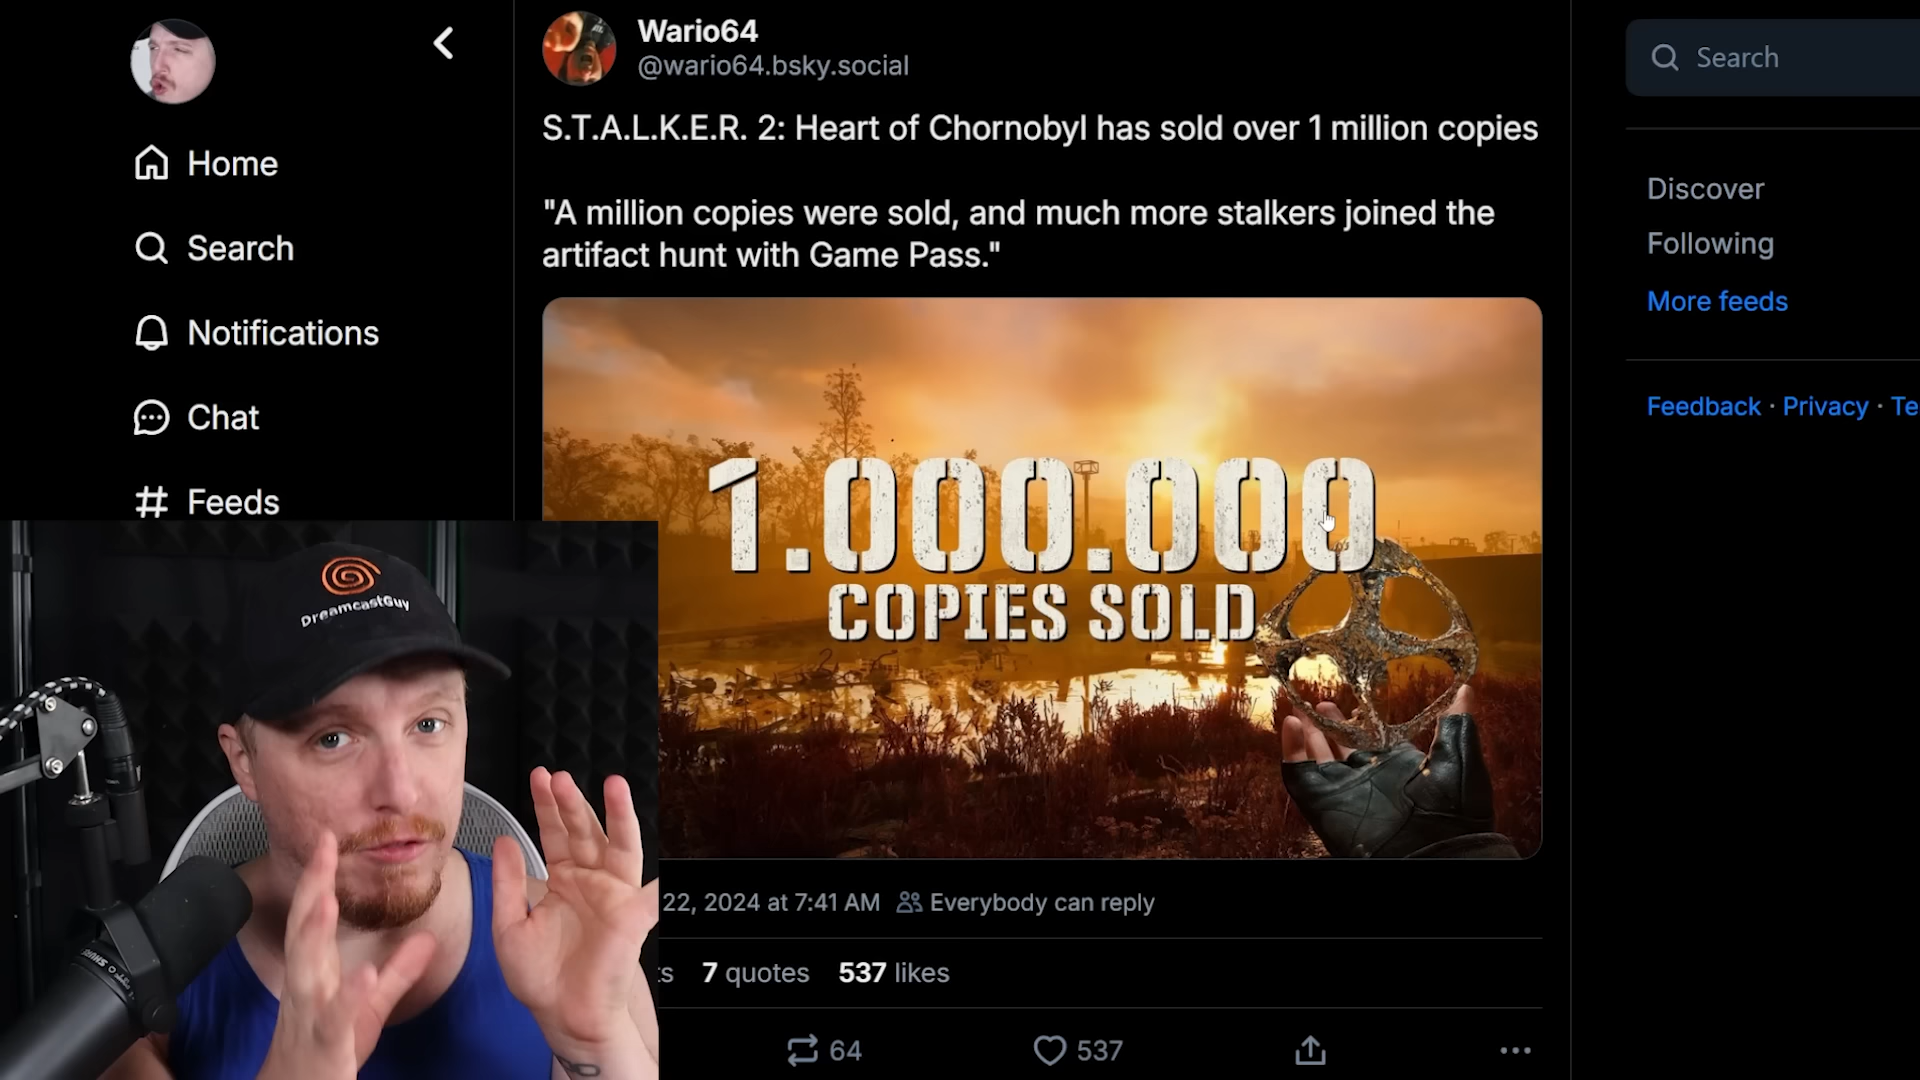 Wario64
@wario64.bsky.social
S.T.A.L.K.E.R. 2: Heart of Chornobyl has sold over 1 million copies
"A million copies were sold, and much more stalkers joined the
artifact hunt with Game Pass."
1.000.000
COPIES SOLD
22, 2024 at 7:41 AM
Everybody can reply
ts 7 quotes 537 likes
64
537
Home
Search
Notifications
Chat
Feeds
DreamcastGuy
SHURE
Search
Discover
Following
More feeds
Feedback · Privacy · Te